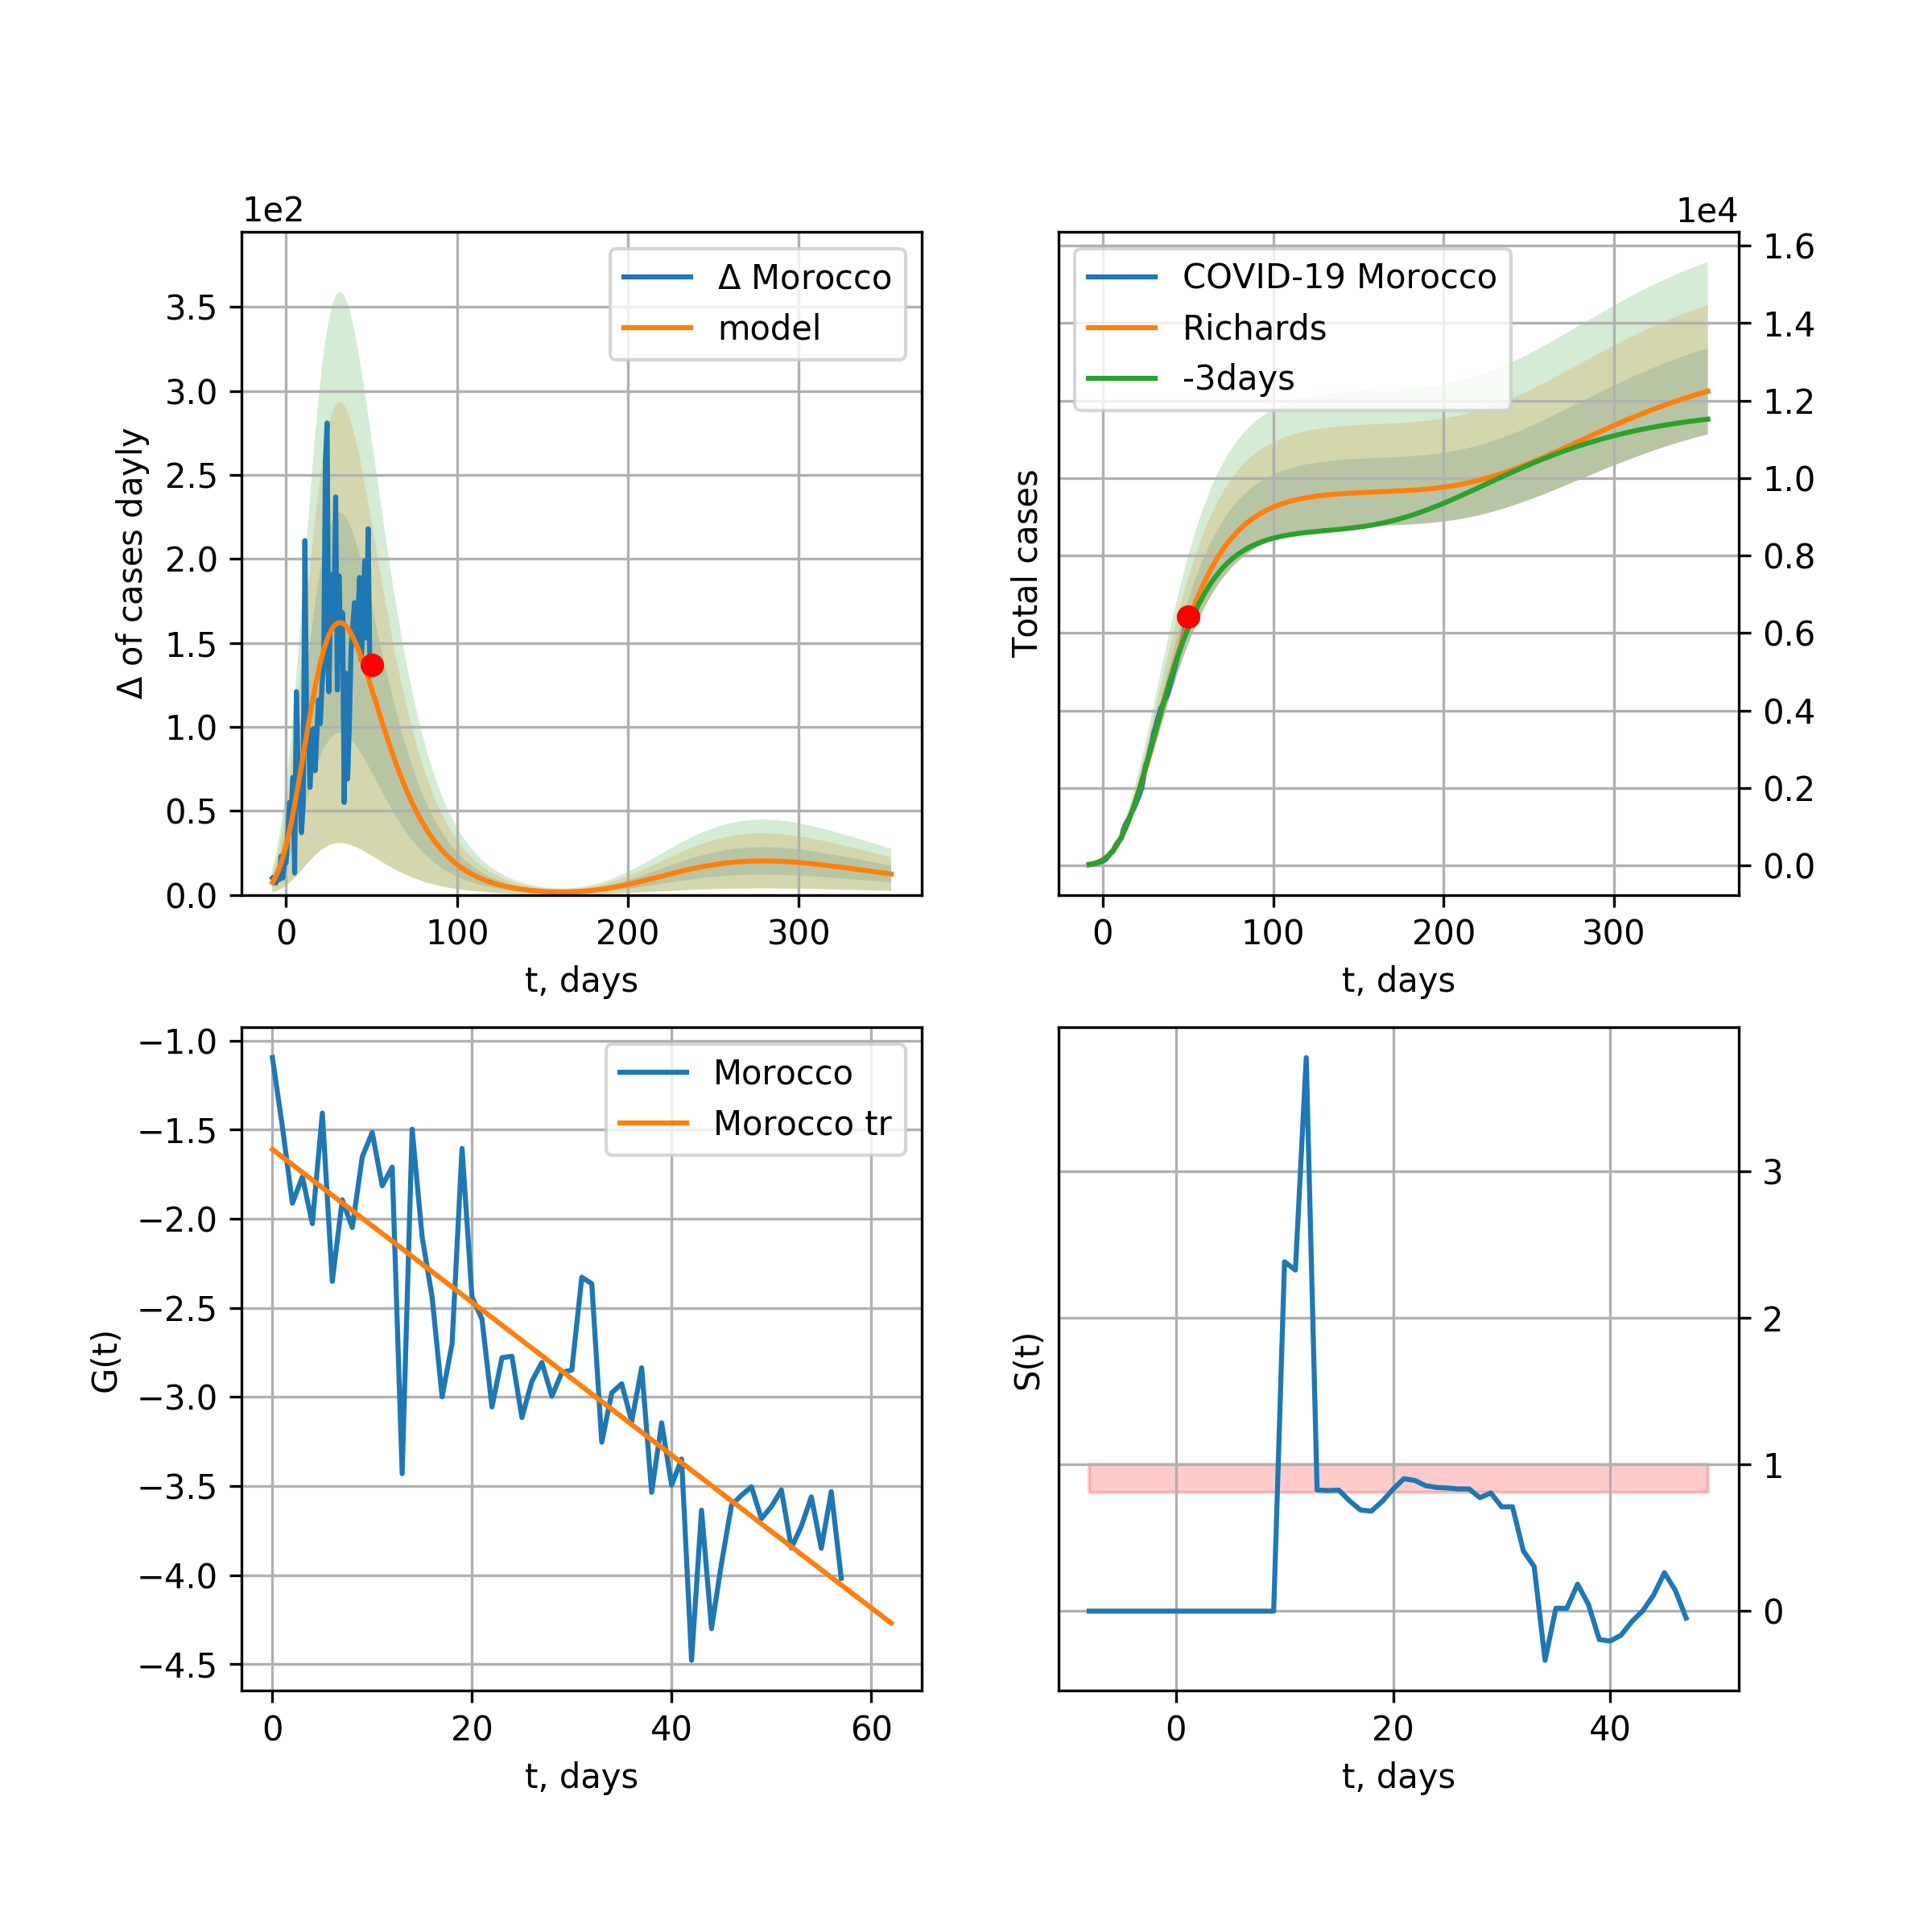 1e2
Δ of cases dayly
3.5
3.0
2.5
2.0
1.5
1.0
0.5
0.0
0 100 200 300
t, days
Δ Morocco
model
1e4
Total cases
1.6
1.4
1.2
1.0
0.8
0.6
0.4
0.2
0.0
0 100 200 300
t, days
COVID-19 Morocco
Richards
-3days
G(t)
−1.0
−1.5
−2.0
−2.5
−3.0
−3.5
−4.0
−4.5
0 20 40 60
t, days
Morocco
Morocco tr
S(t)
3
2
1
0
0 20 40
t, days